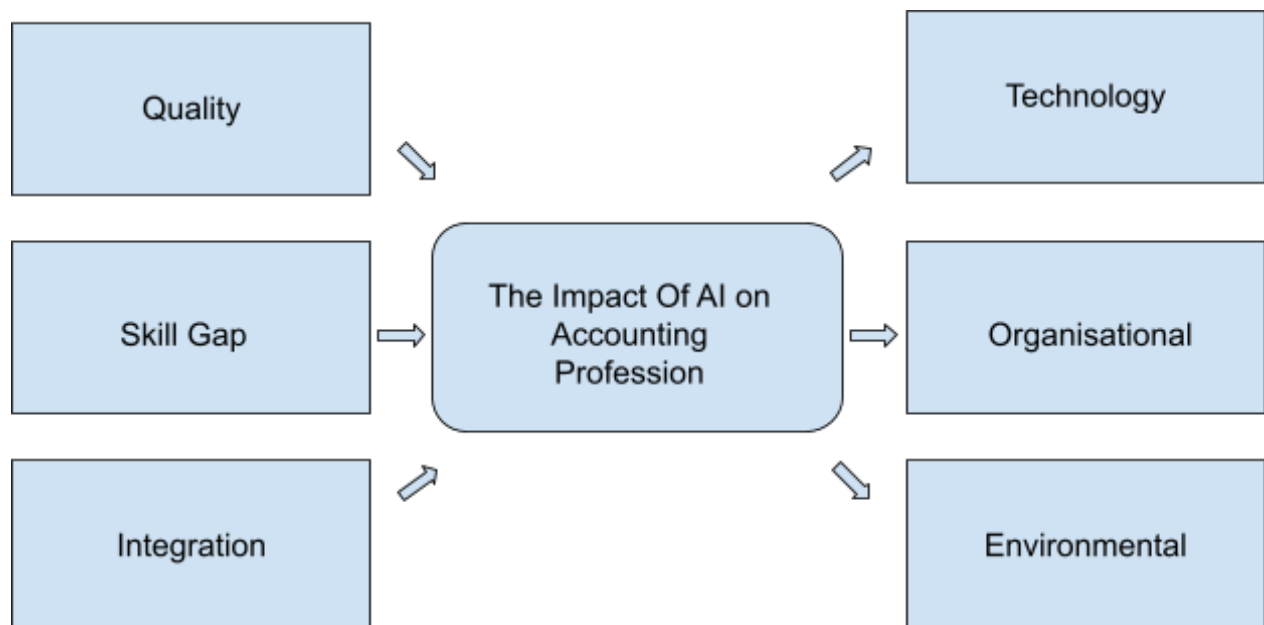 Quality
Technology
Skill Gap
The Impact Of AI on
Accounting
Profession
Organisational
Integration
Environmental